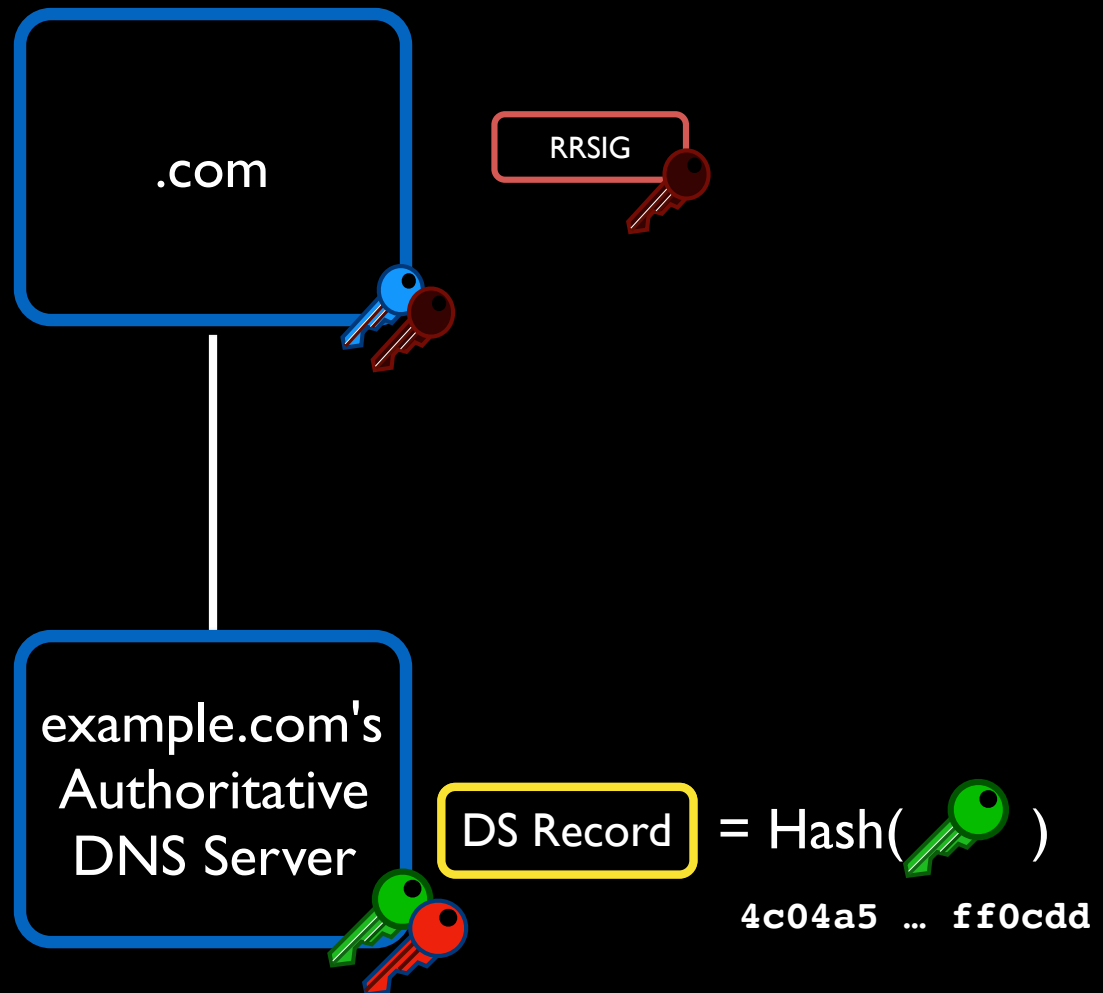 .com
RRSIG
example.com's
Authoritative
DNS Server
DS Record = Hash( )
4c04a5 … ff0cdd